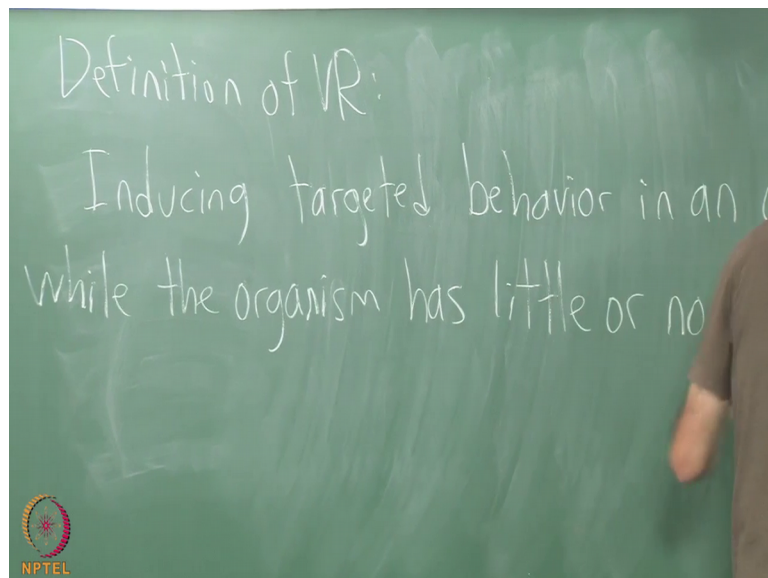 Definition of VR:
Inducing targeted behavior in an
while the organism has little or no
NPTEL